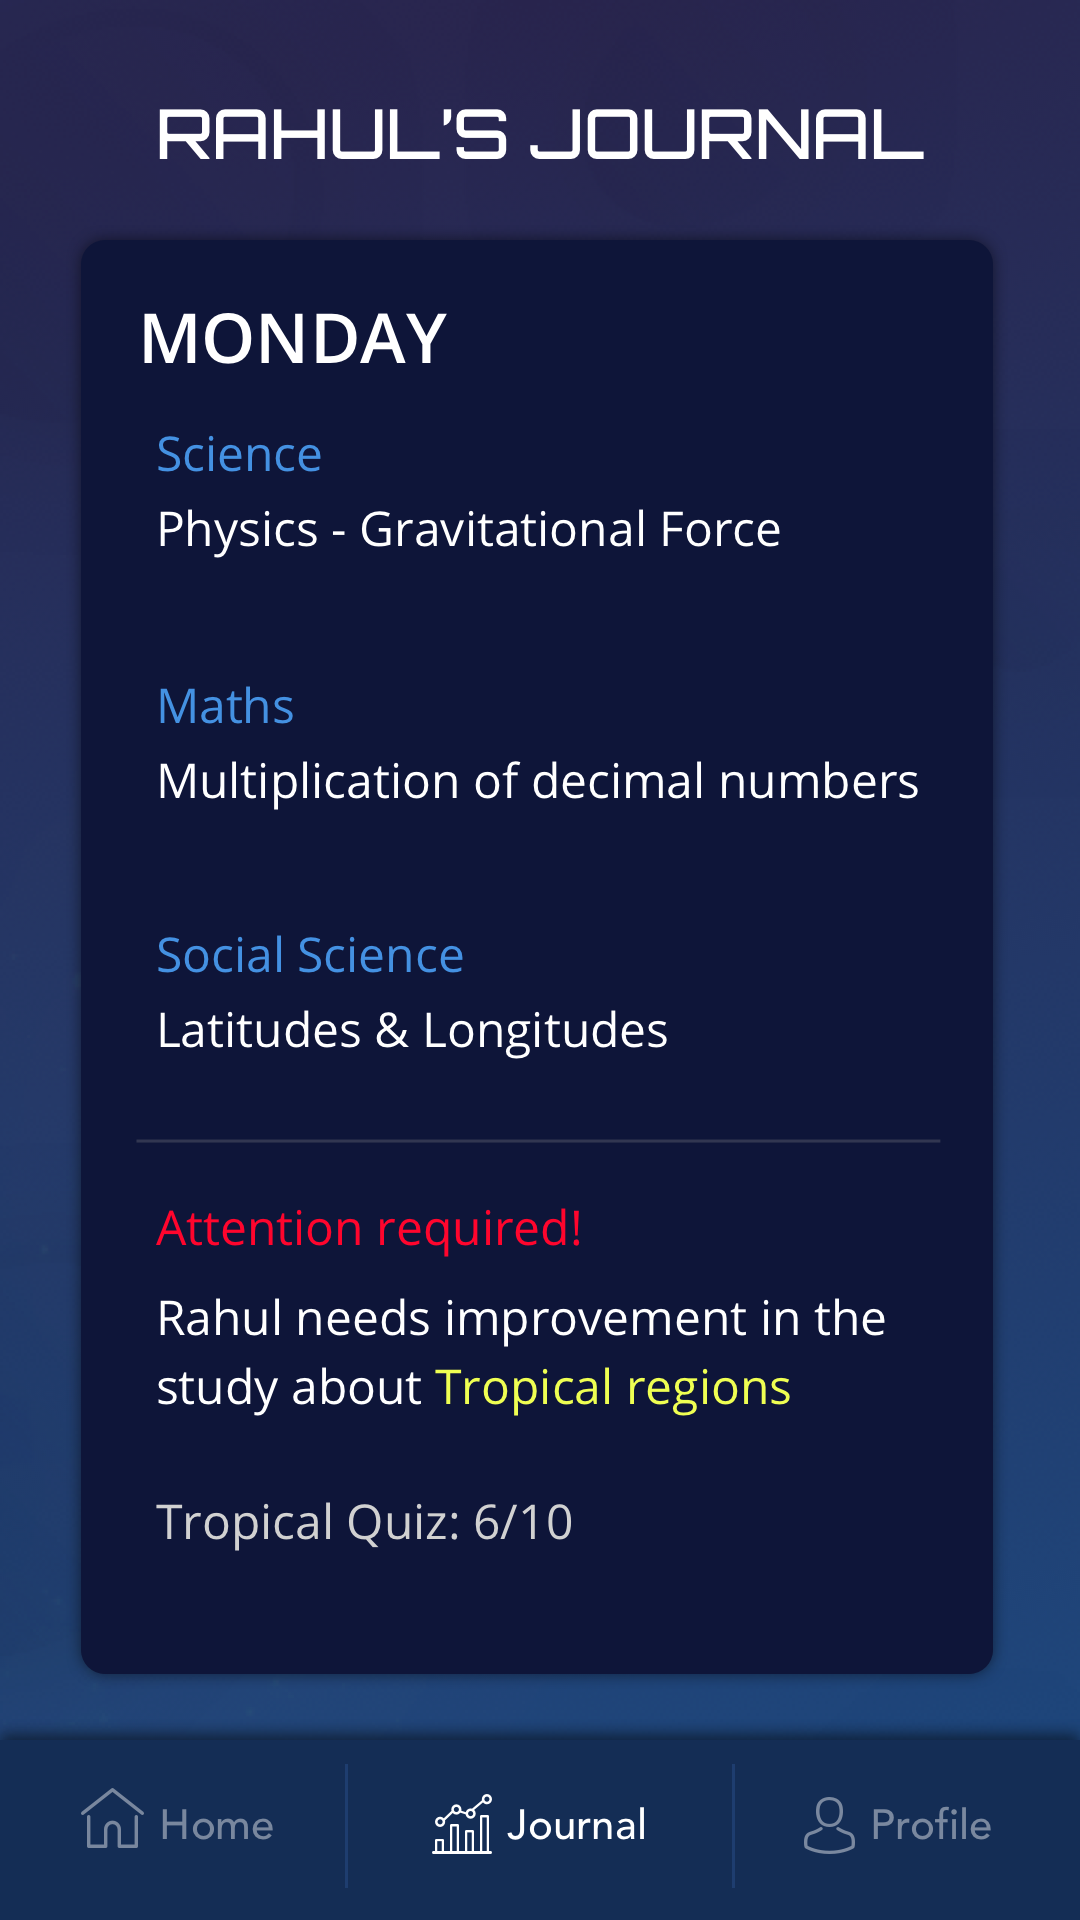 RAHUL'S JOURNAL
MONDAY
Science
Physics - Gravitational Force
Maths
Multiplication of decimal numbers
Social Science
Latitudes & Longitudes
Attention required!
Rahul needs improvement in the
study about Tropical regions
Tropical Quiz: 6/10
Home
Journal
Profile